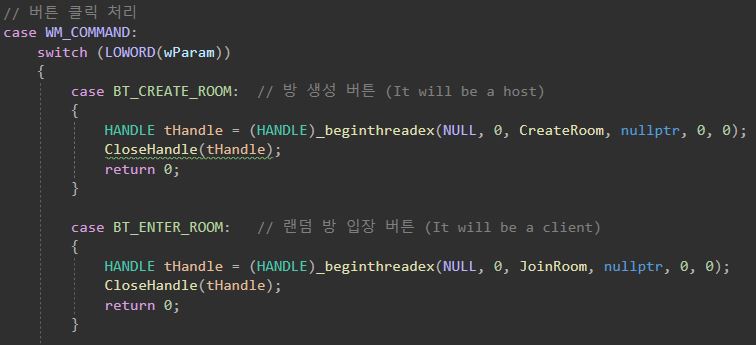 // 버튼 클릭 처리
case WM_COMMAND:
switch (LOWORD(wParam))
{
case BT_CREATE_ROOM:  // 방 생성 버튼 (It will be a host)
{
HANDLE tHandle = (HANDLE)_beginthreadex(NULL, 0, CreateRoom, nullptr, 0, 0);
CloseHandle(tHandle);
return 0;
}
case BT_ENTER_ROOM:   // 랜덤 방 입장 버튼 (It will be a client)
{
HANDLE tHandle = (HANDLE)_beginthreadex(NULL, 0, JoinRoom, nullptr, 0, 0);
CloseHandle(tHandle);
return 0;
}